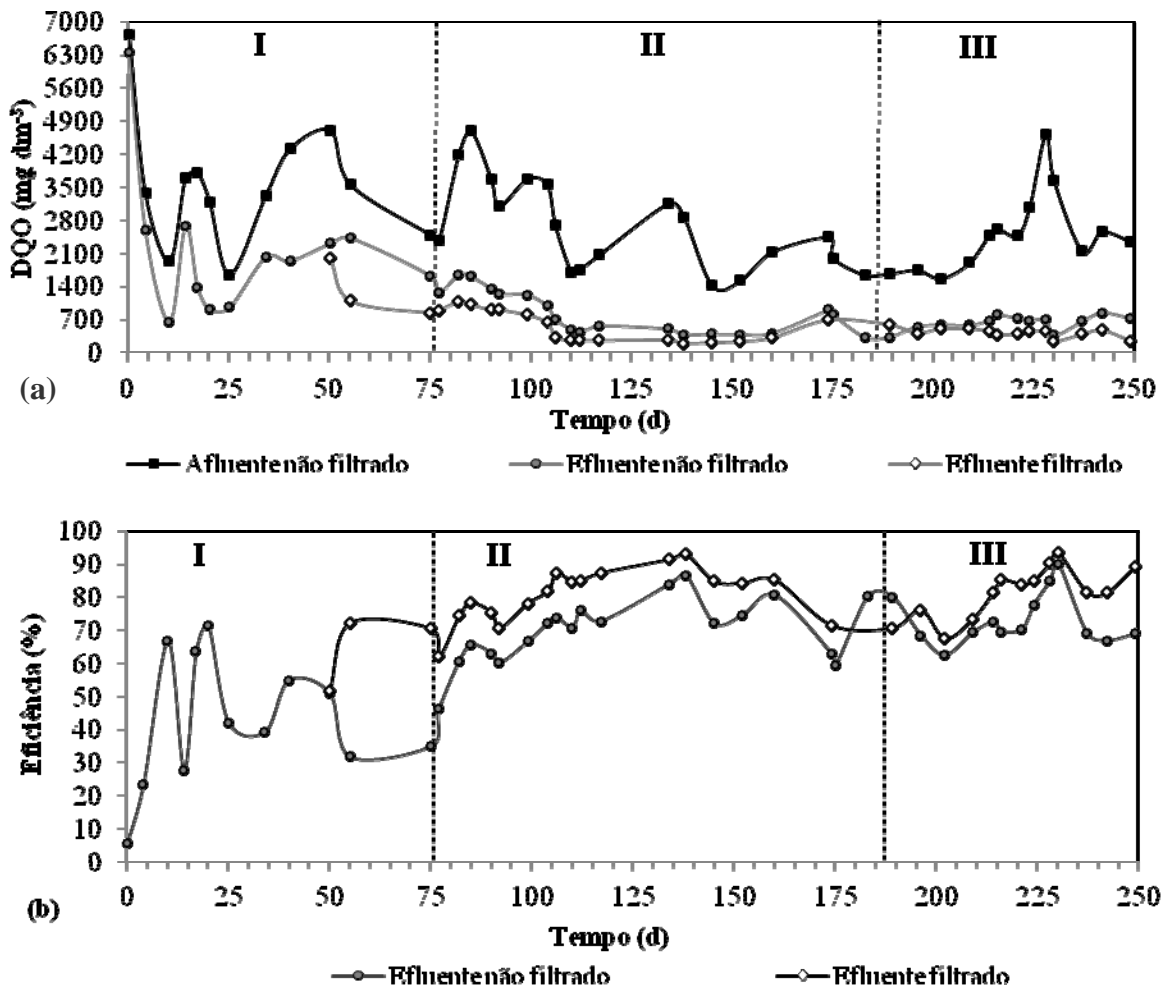 I II III
7000
6300
5600
4900
4200
3500
2800
2100
1400
700
0
DQO (mg dm⁻³)
0 25 50 75 100 125 150 175 200 225 250
(a)
Tempo (d)
Afluente não filtrado Efluente não filtrado Efluente filtrado
I II III
100
90
80
70
60
50
40
30
20
10
0
Eficiência (%)
0 25 50 75 100 125 150 175 200 225 250
(b)
Tempo (d)
Efluente não filtrado Efluente filtrado